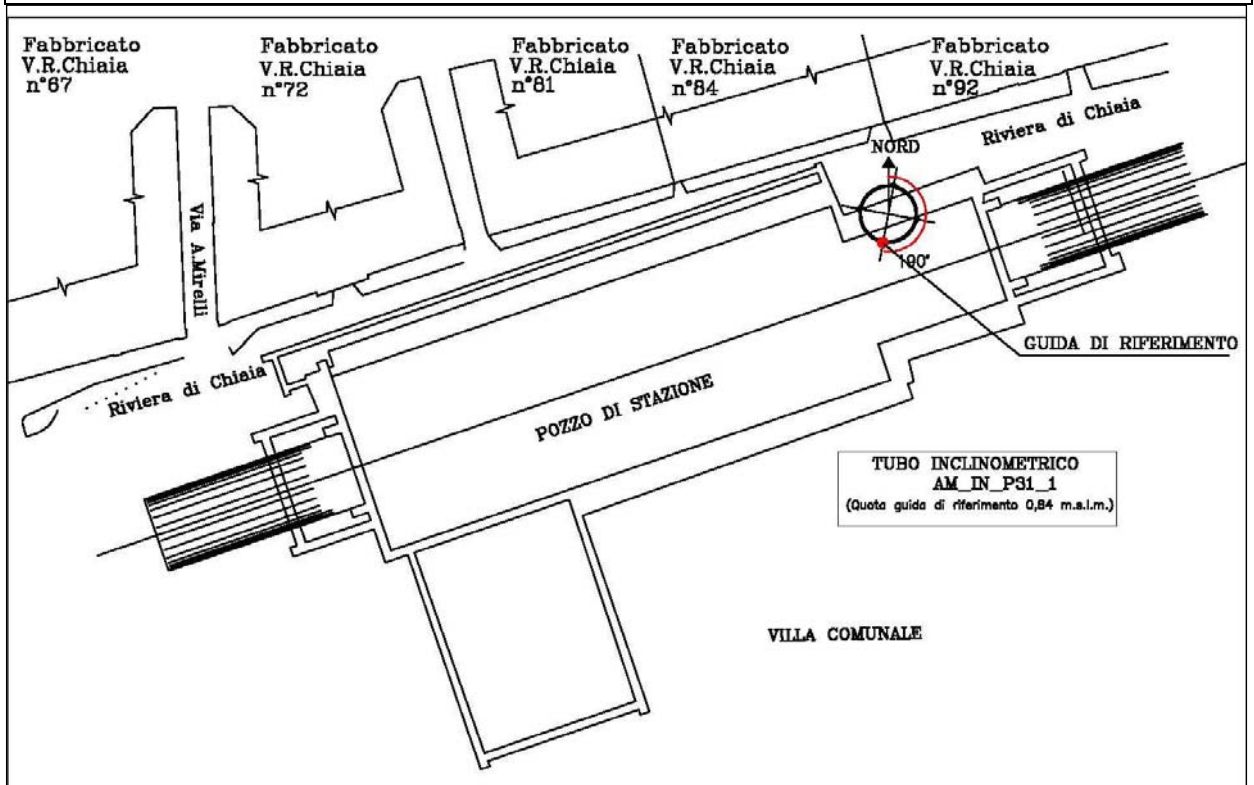 Fabbricato
V.R.Chiaia
n°67
Fabbricato
V.R.Chiaia
n°72
Fabbricato
V.R.Chiaia
n°81
Fabbricato
V.R.Chiaia
n°84
Fabbricato
V.R.Chiaia
n°92
Riviera di Chiaia
NORD
190°
Via A.Mirelli
GUIDA DI RIFERIMENTO
Riviera di Chiaia
POZZO DI STAZIONE
TUBO INCLINOMETRICO
AM_IN_P31_1
(Quota guida di riferimento 0,84 m.s.l.m.)
VILLA COMUNALE